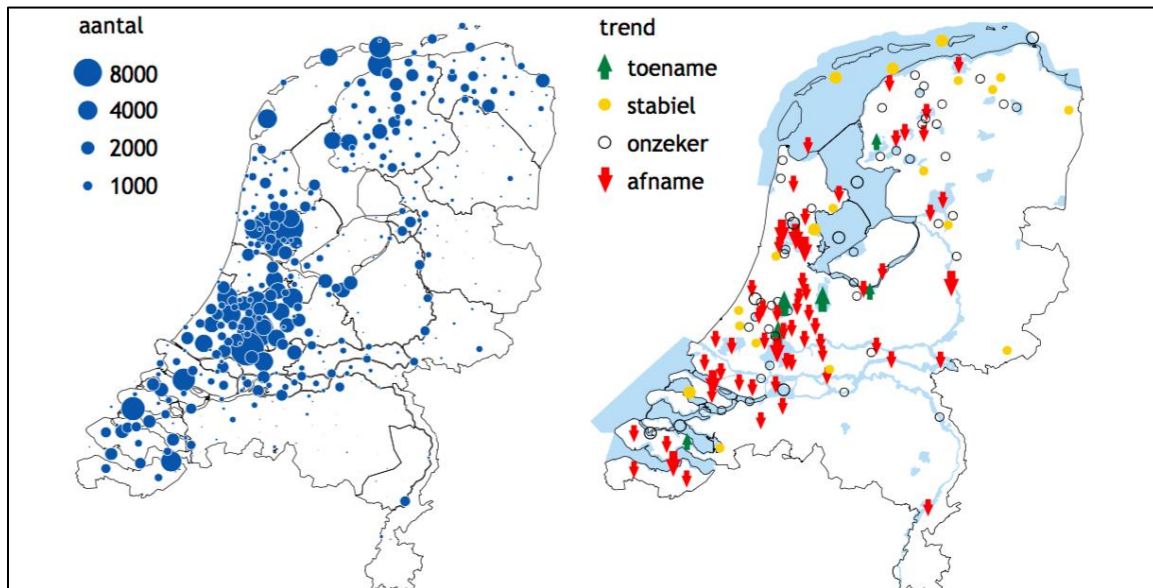 aantal
8000
4000
2000
1000
trend
toename
stabiel
onzeker
afname